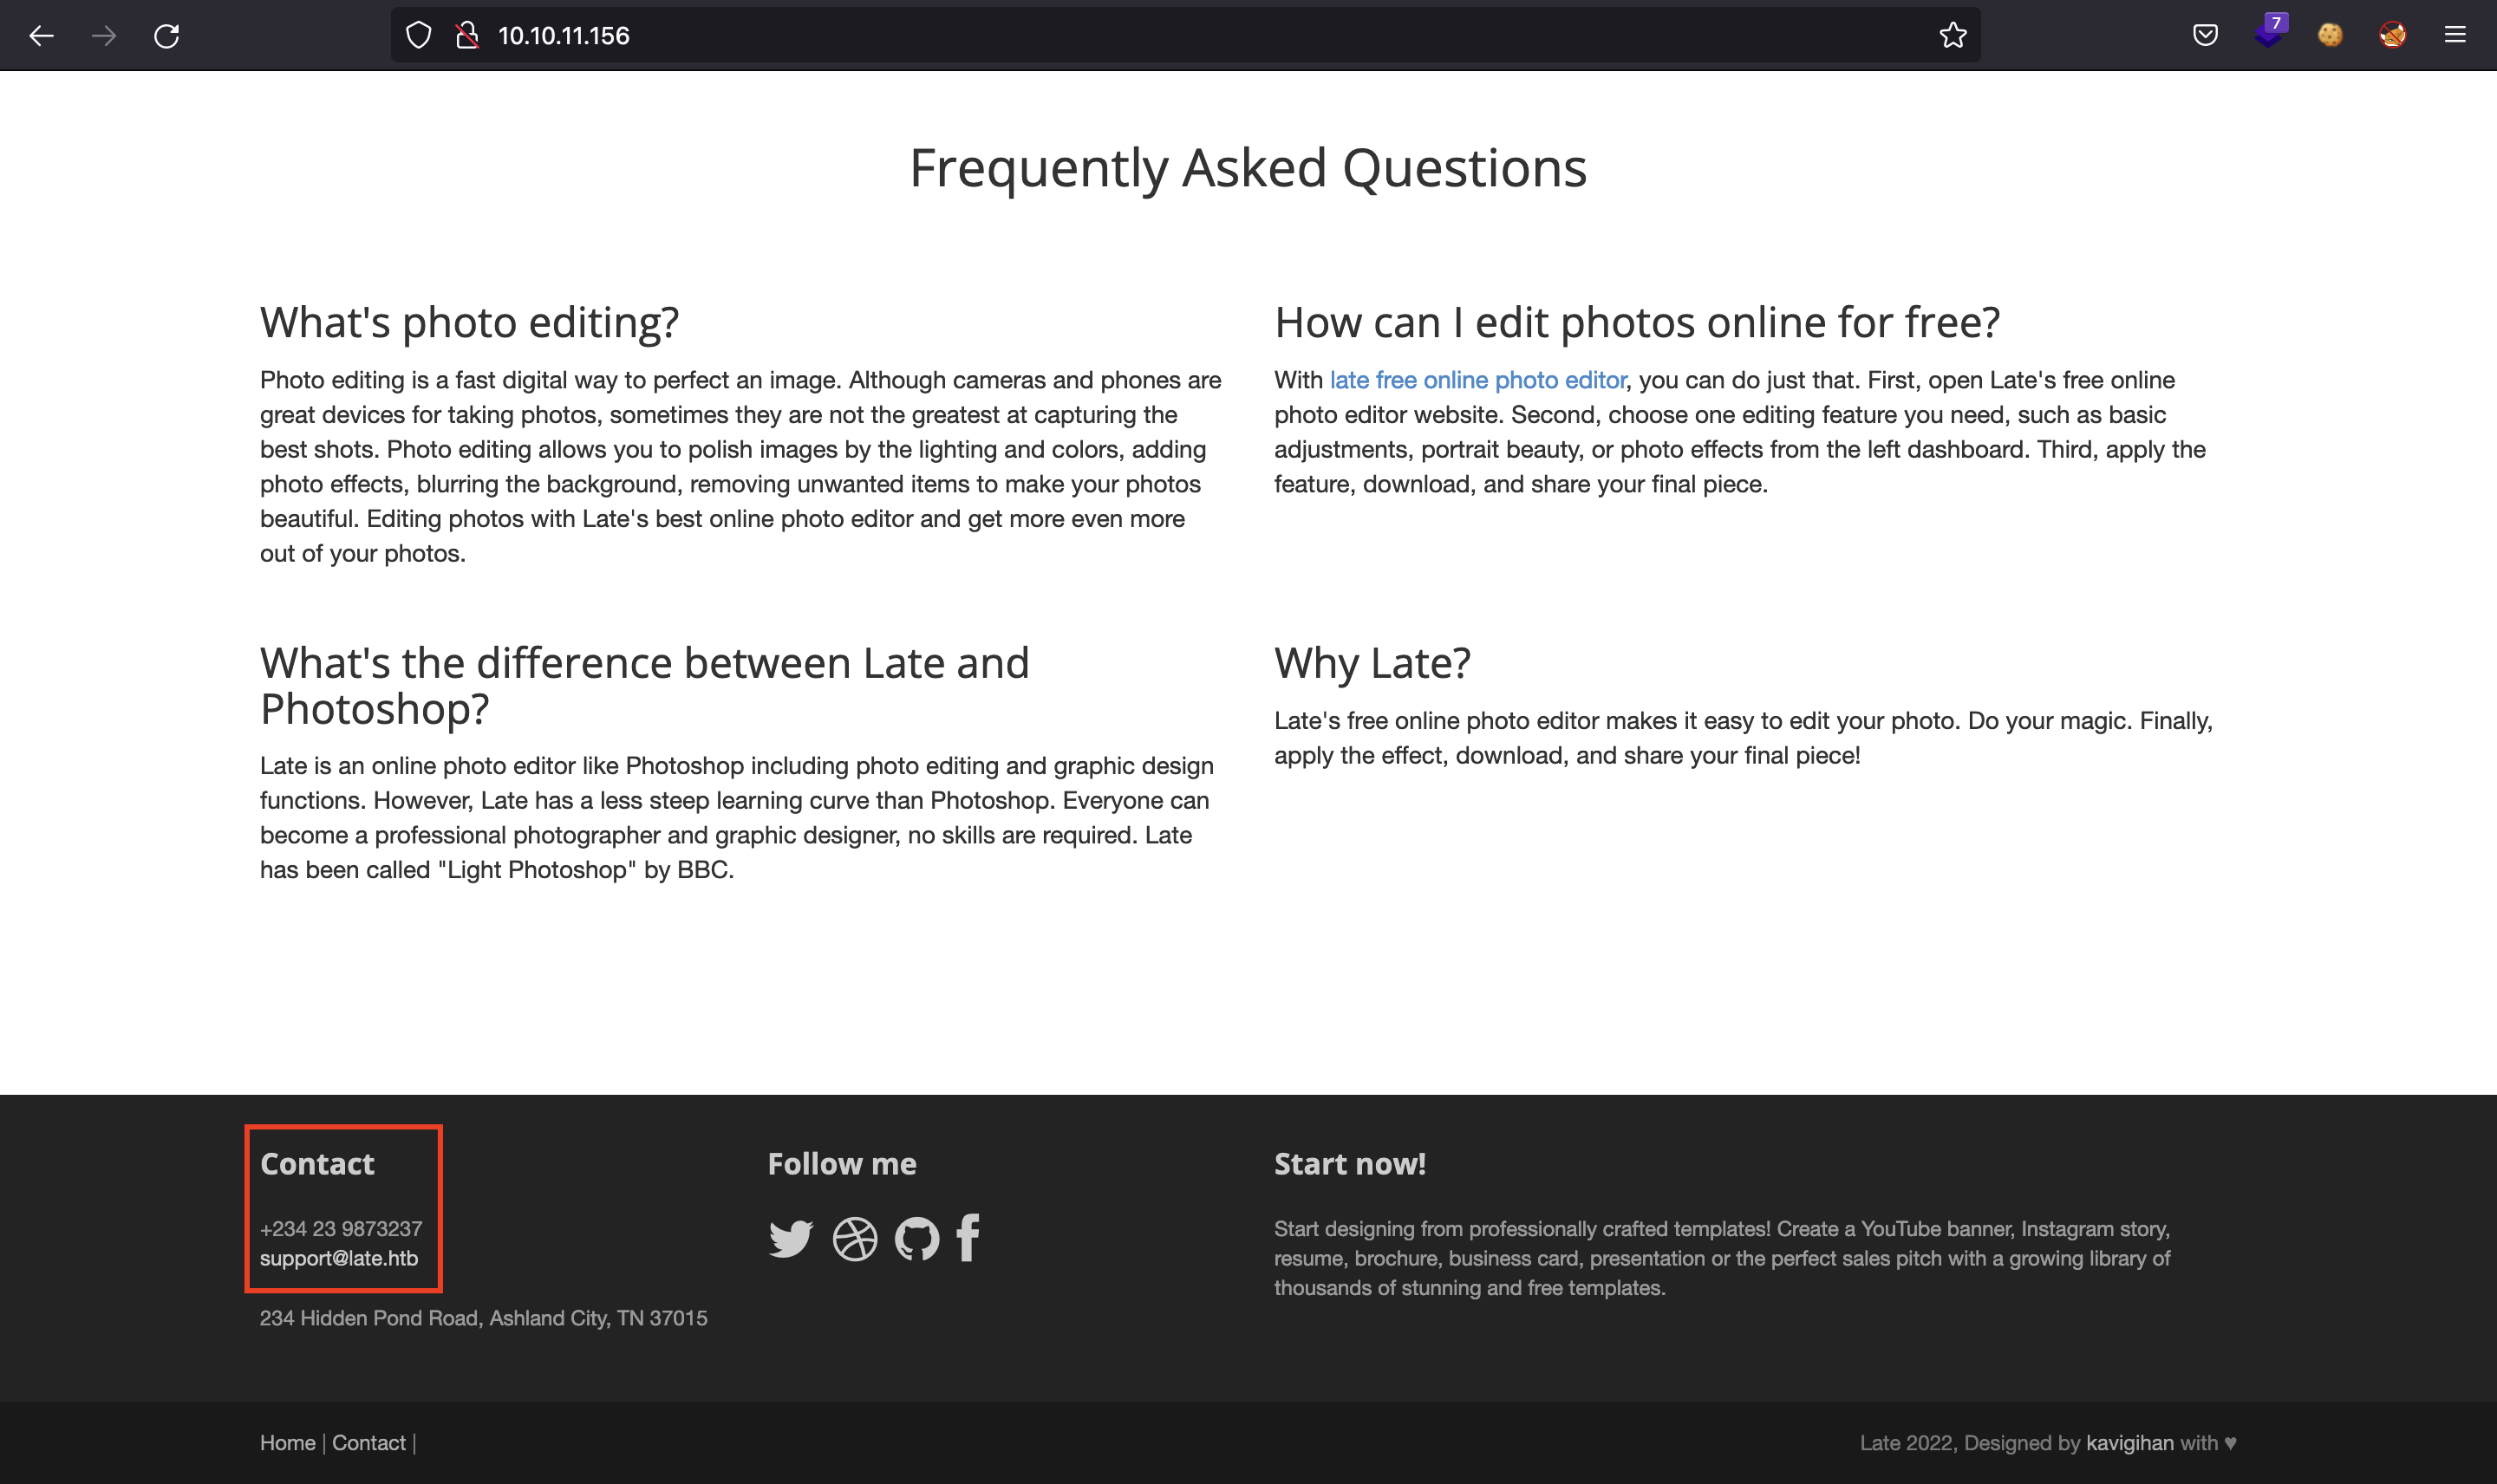 10.10.11.156
7
Frequently Asked Questions
What's photo editing?
Photo editing is a fast digital way to perfect an image. Although cameras and phones are
great devices for taking photos, sometimes they are not the greatest at capturing the
best shots. Photo editing allows you to polish images by the lighting and colors, adding
photo effects, blurring the background, removing unwanted items to make your photos
beautiful. Editing photos with Late's best online photo editor and get more even more
out of your photos.
How can I edit photos online for free?
With late free online photo editor, you can do just that. First, open Late's free online
photo editor website. Second, choose one editing feature you need, such as basic
adjustments, portrait beauty, or photo effects from the left dashboard. Third, apply the
feature, download, and share your final piece.
What's the difference between Late and
Photoshop?
Late is an online photo editor like Photoshop including photo editing and graphic design
functions. However, Late has a less steep learning curve than Photoshop. Everyone can
become a professional photographer and graphic designer, no skills are required. Late
has been called "Light Photoshop" by BBC.
Why Late?
Late's free online photo editor makes it easy to edit your photo. Do your magic. Finally,
apply the effect, download, and share your final piece!
Contact
+234 23 9873237
support@late.htb
234 Hidden Pond Road, Ashland City, TN 37015
Follow me
Start now!
Start designing from professionally crafted templates! Create a YouTube banner, Instagram story,
resume, brochure, business card, presentation or the perfect sales pitch with a growing library of
thousands of stunning and free templates.
Home | Contact |
Late 2022, Designed by kavigihan with ♥